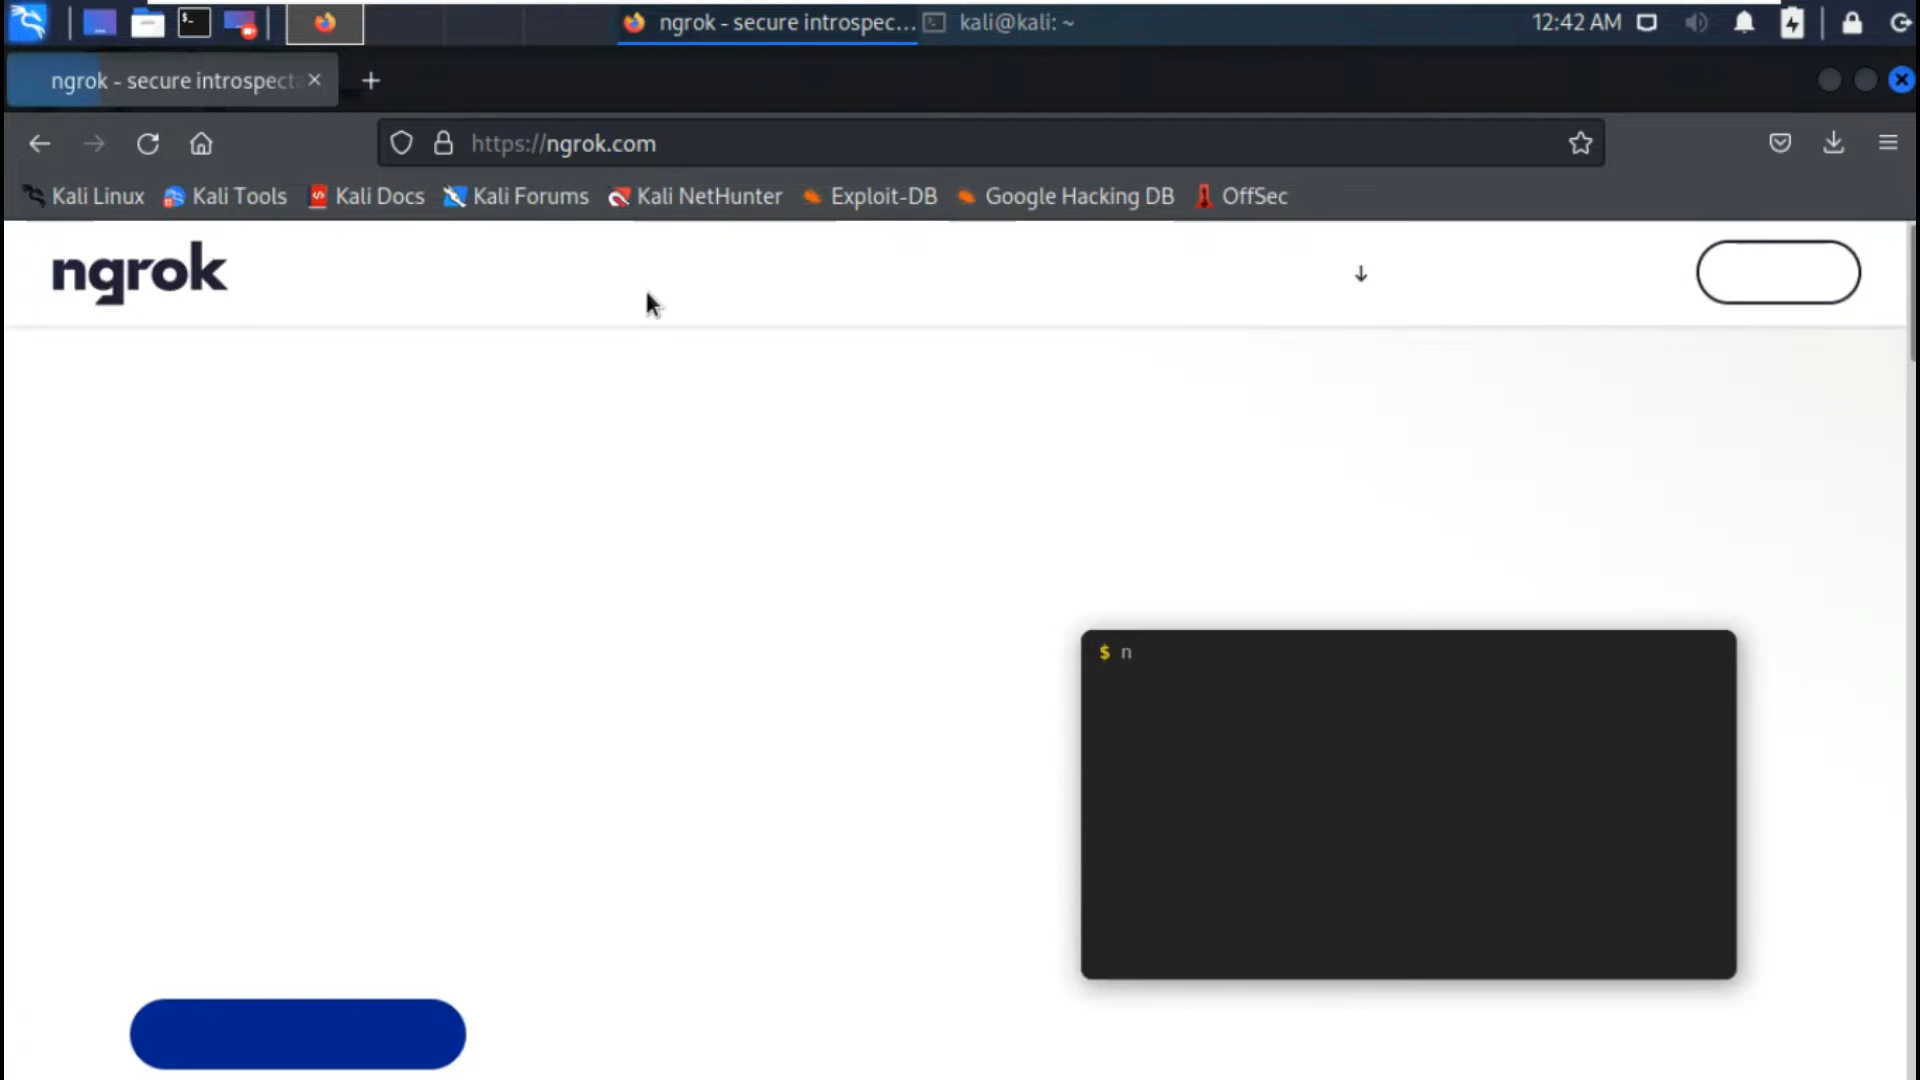 ngrok - secure introspec... kali@kali: ~ 12:42 AM
ngrok - secure introspect
https://ngrok.com
Kali Linux Kali Tools Kali Docs Kali Forums Kali NetHunter Exploit-DB Google Hacking DB OffSec
ngrok
$ n